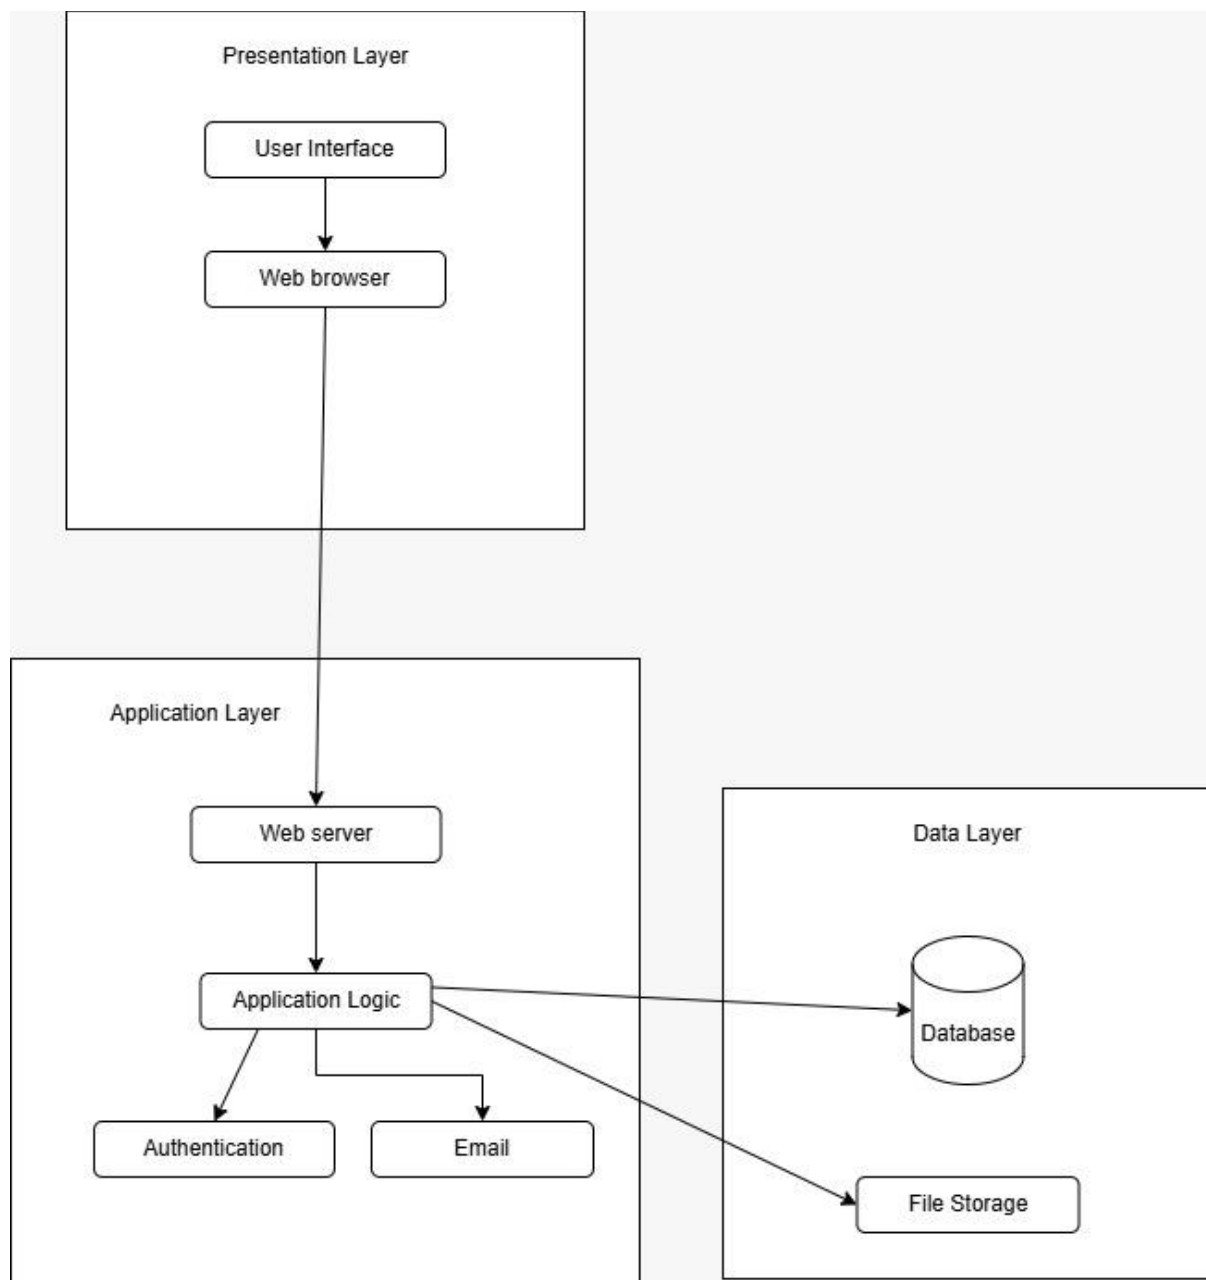 Presentation Layer
User Interface
Web browser
Application Layer
Web server
Application Logic
Authentication
Email
Data Layer
Database
File Storage